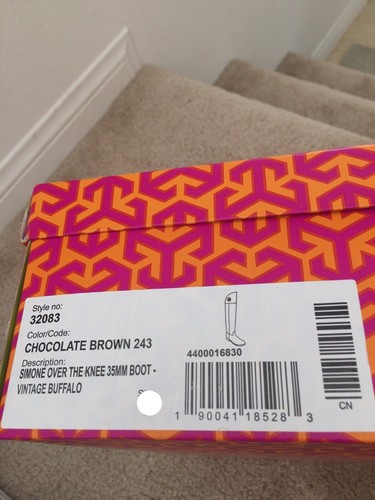 Style no:
32083
Color/Code:
CHOCOLATE BROWN 243
Description:
SIMONE OVER THE KNEE 35MM BOOT -
VINTAGE BUFFALO
4400016830
1 90041 18528 3
CN